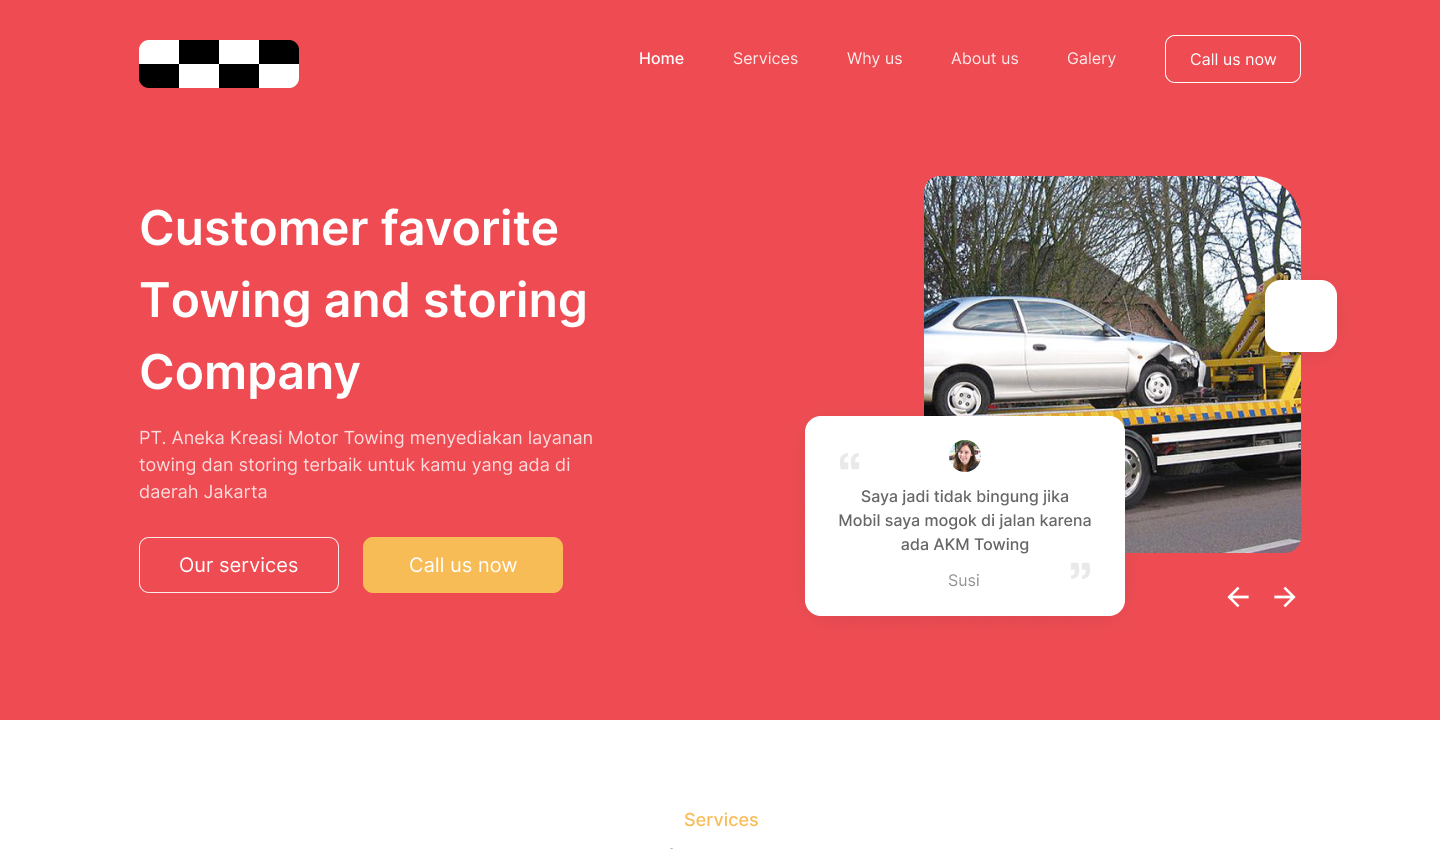 Home
Services
Why us
About us
Galery
Call us now
Customer favorite
Towing and storing
Company
PT. Aneka Kreasi Motor Towing menyediakan layanan
towing dan storing terbaik untuk kamu yang ada di
daerah Jakarta
Our services
Call us now
“
Saya jadi tidak bingung jika
Mobil saya mogok di jalan karena
ada AKM Towing
”
Susi
Services